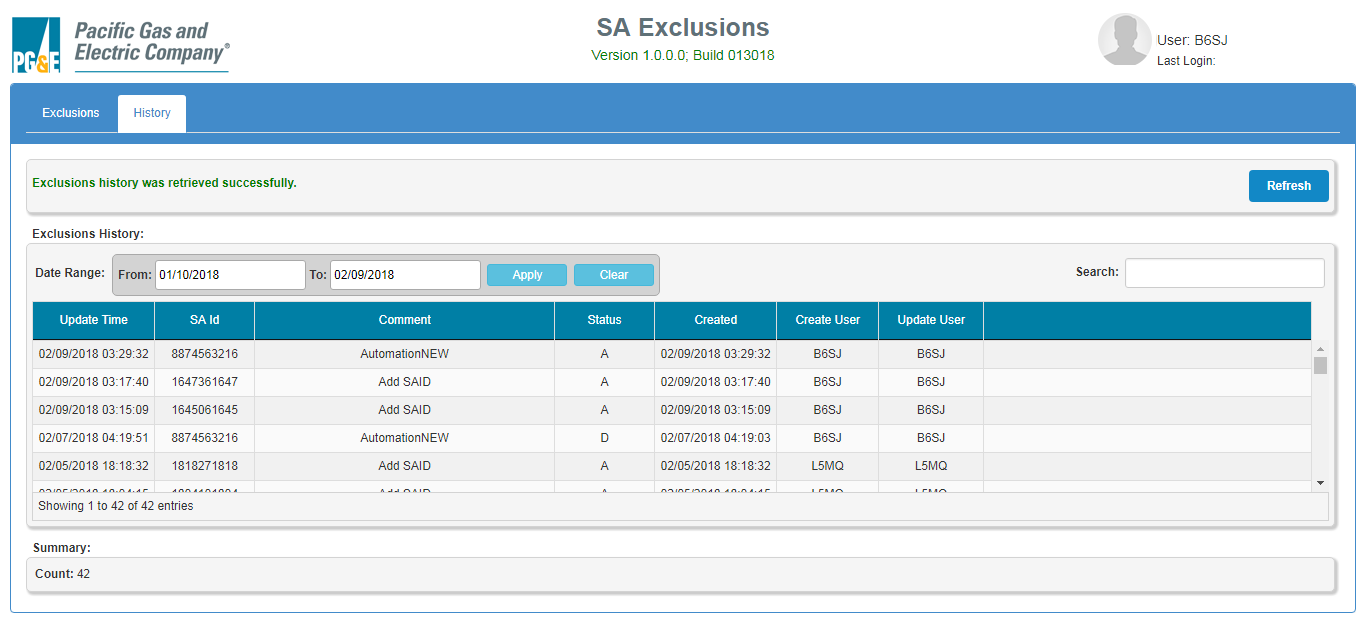 PG&E Pacific Gas and
Electric Company®
SA Exclusions
Version 1.0.0.0; Build 013018
User: B6SJ
Last Login:
Exclusions History
Exclusions history was retrieved successfully. Refresh
Exclusions History:
Date Range: From: 01/10/2018 To: 02/09/2018 Apply Clear Search:
Update Time SA Id Comment Status Created Create User Update User
02/09/2018 03:29:32 8874563216 AutomationNEW A 02/09/2018 03:29:32 B6SJ B6SJ
02/09/2018 03:17:40 1647361647 Add SAID A 02/09/2018 03:17:40 B6SJ B6SJ
02/09/2018 03:15:09 1645061645 Add SAID A 02/09/2018 03:15:09 B6SJ B6SJ
02/07/2018 04:19:51 8874563216 AutomationNEW D 02/07/2018 04:19:03 B6SJ B6SJ
02/05/2018 18:18:32 1818271818 Add SAID A 02/05/2018 18:18:32 L5MQ L5MQ
Add SAID A L5MQ L5MQ
Showing 1 to 42 of 42 entries
Summary:
Count: 42